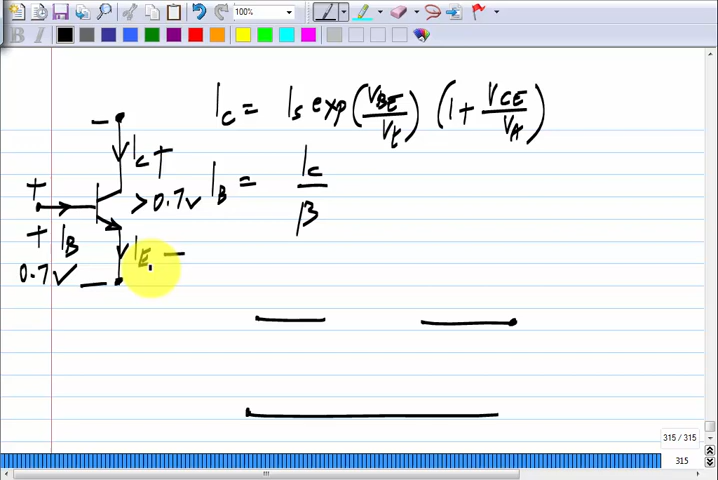 100%
B I
I_C = I_S exp(V_BE/V_t) (1 + V_CE/V_A)
−
I_C +
+
>0.7V I_B = I_C/β
+ I_B
I_E −
0.7V −
315 / 315
315